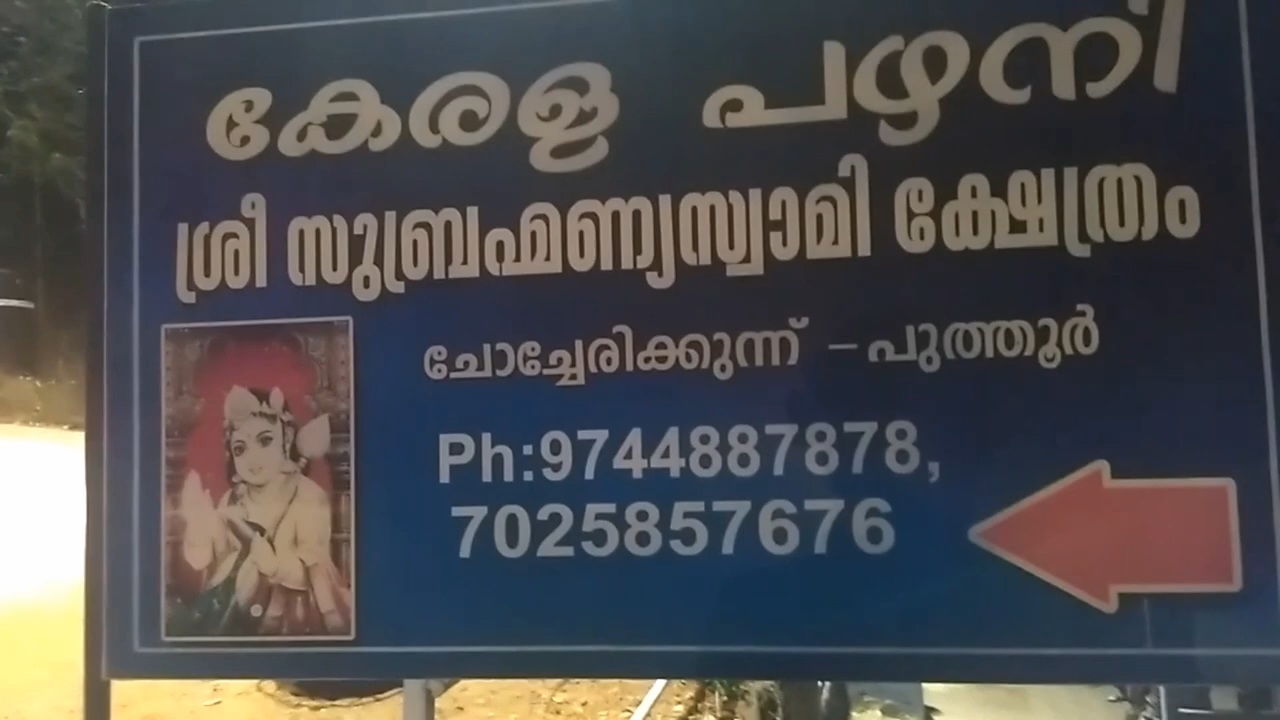 കേരള പഴനി
ശ്രീ സുബ്രഹ്മണ്യസ്വാമി ക്ഷേത്രം
ചോച്ചേരിക്കുന്ന് – പുത്തൂർ
Ph:9744887878,
7025857676